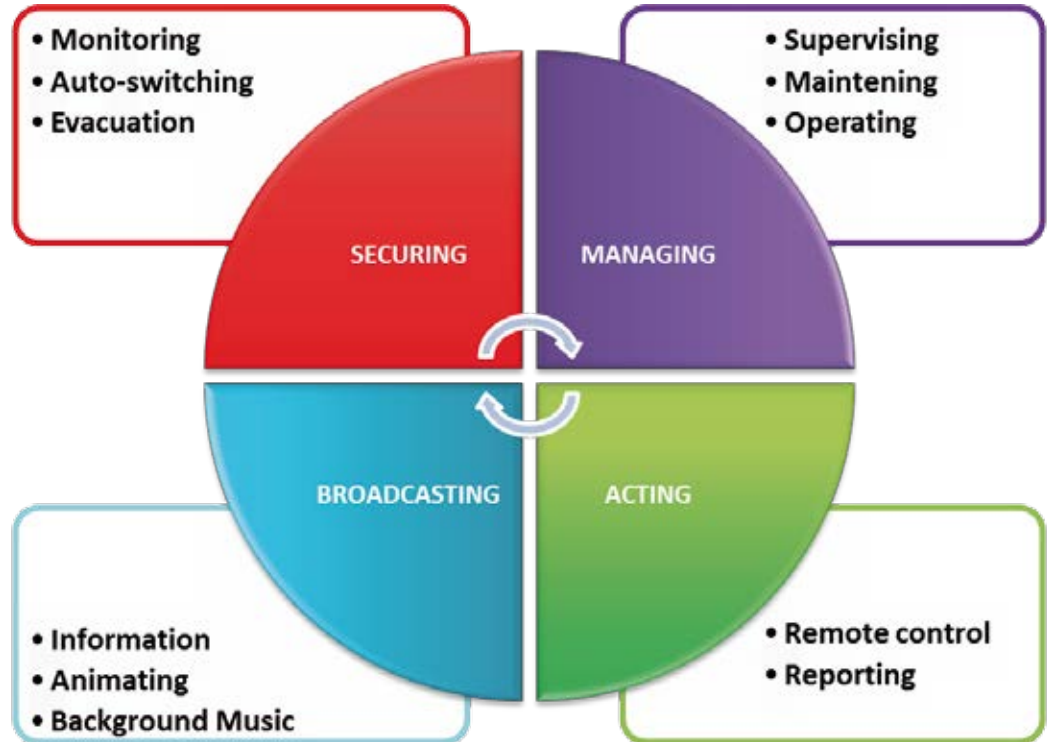 • Monitoring
• Auto-switching
• Evacuation
• Supervising
• Maintening
• Operating
SECURING
MANAGING
BROADCASTING
ACTING
• Information
• Animating
• Background Music
• Remote control
• Reporting